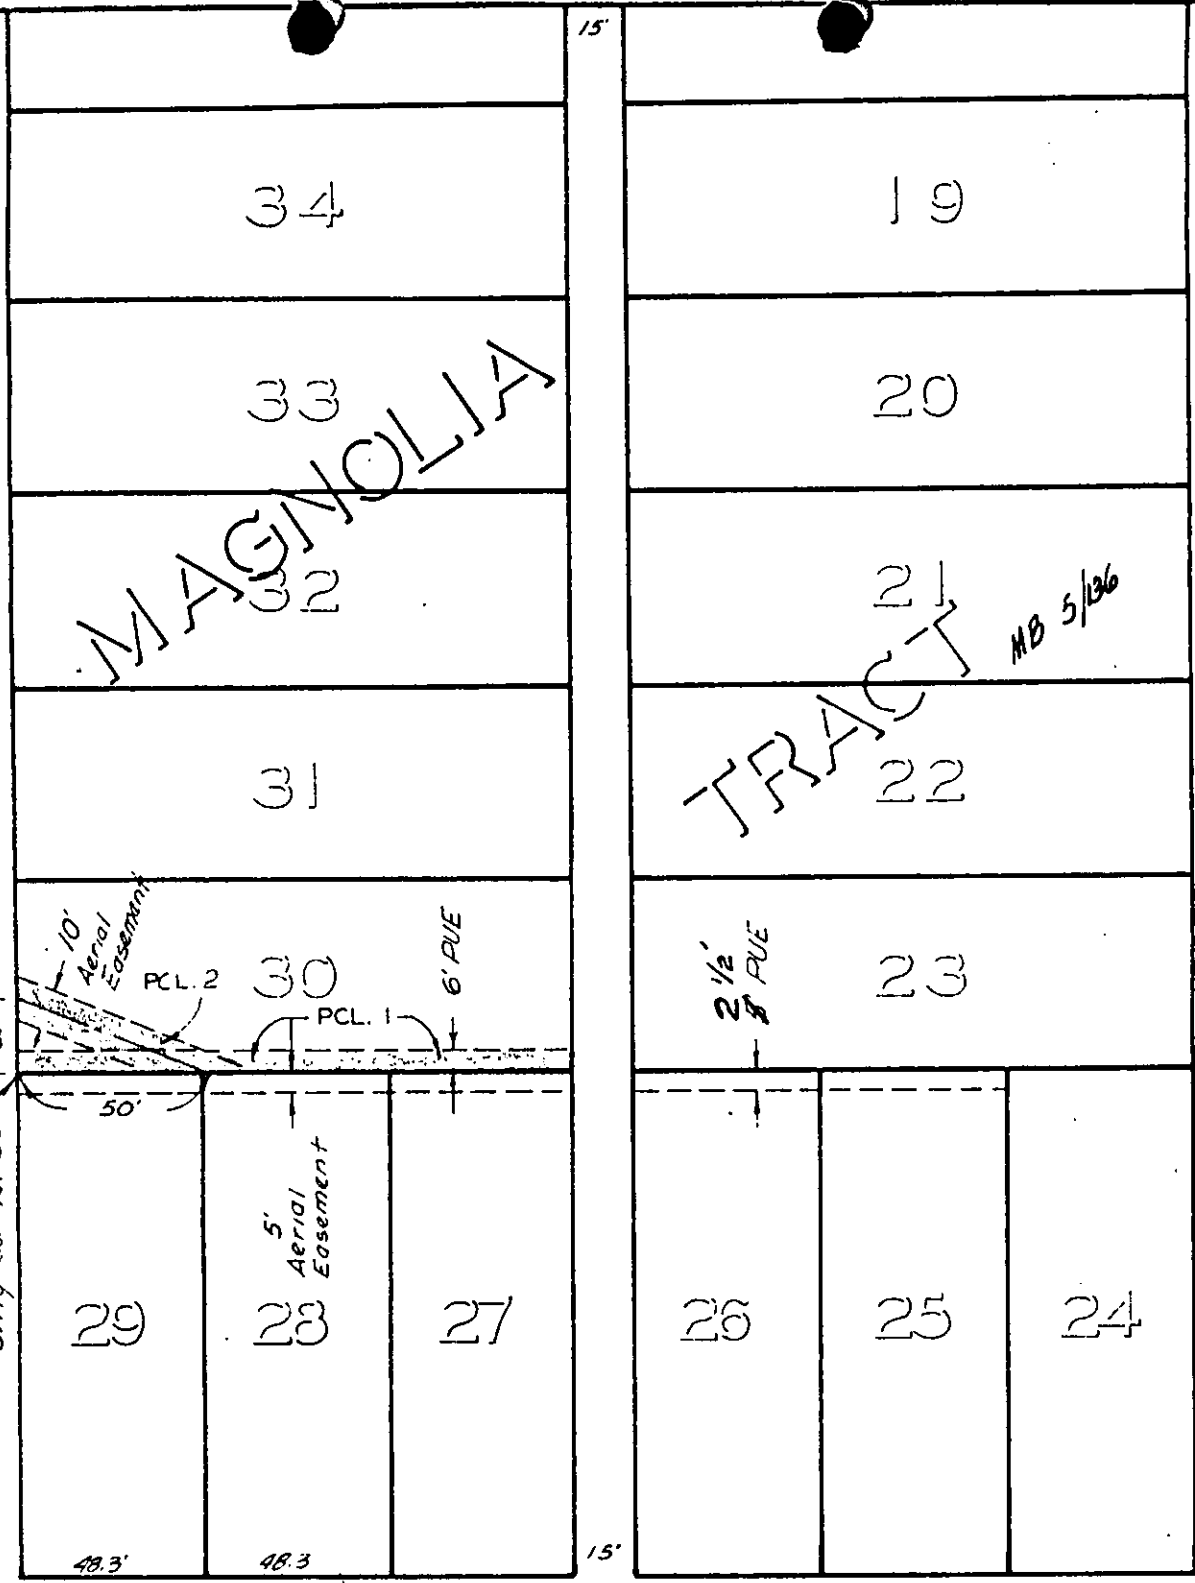 15'
34
19
33
20
MAGNOLIA
32
21
MB 5/136
TRACT
31
22
10'
Aerial
Easement
PCL. 2
30
6' PUE
PCL. 1
2 1/2'
PUE
23
50'
5'
Aerial
Easement
29
28
27
26
25
24
48.3'
48.3
15'